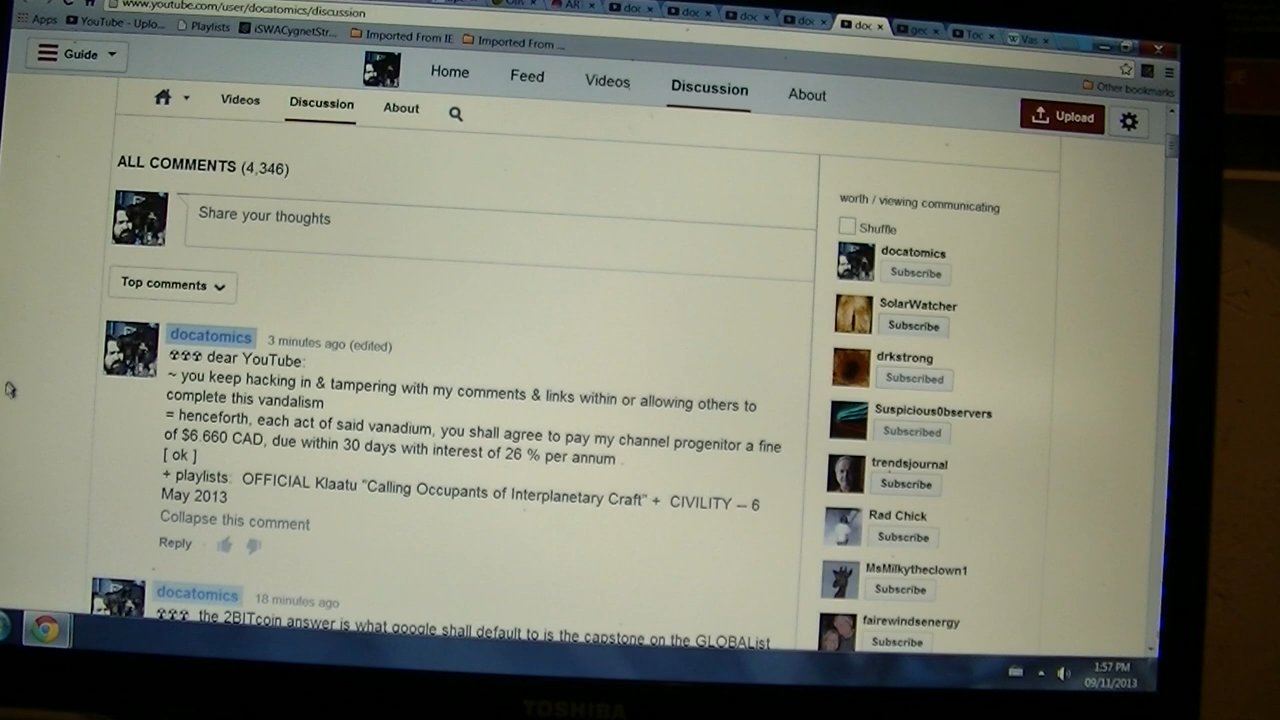 www.youtube.com/user/docatomics/discussion
Apps YouTube - Uplo... Playlists iSWACygnetStr... Imported From IE Imported From ...
Other bookmarks
Guide
Home Feed Videos Discussion About
Upload
Videos Discussion About
ALL COMMENTS (4,346)
Share your thoughts
Top comments
docatomics 3 minutes ago (edited)
☢☢☢ dear YouTube:
~ you keep hacking in & tampering with my comments & links within or allowing others to
complete this vandalism
= henceforth, each act of said vanadium, you shall agree to pay my channel progenitor a fine
of $6.660 CAD, due within 30 days with interest of 26 % per annum
[ ok ]
+ playlists: OFFICIAL Klaatu "Calling Occupants of Interplanetary Craft" + CIVILITY -- 6
May 2013
Collapse this comment
Reply
docatomics 18 minutes ago
☢☢☢ the 2BITcoin answer is what google shall default to is the capstone on the GLOBAList
worth / viewing communicating
Shuffle
docatomics
Subscribe
SolarWatcher
Subscribe
drkstrong
Subscribed
Suspicious0bservers
Subscribed
trendsjournal
Subscribe
Rad Chick
Subscribe
MsMilkytheclown1
Subscribe
fairewindsenergy
Subscribe
1:57 PM
09/11/2013
TOSHIBA